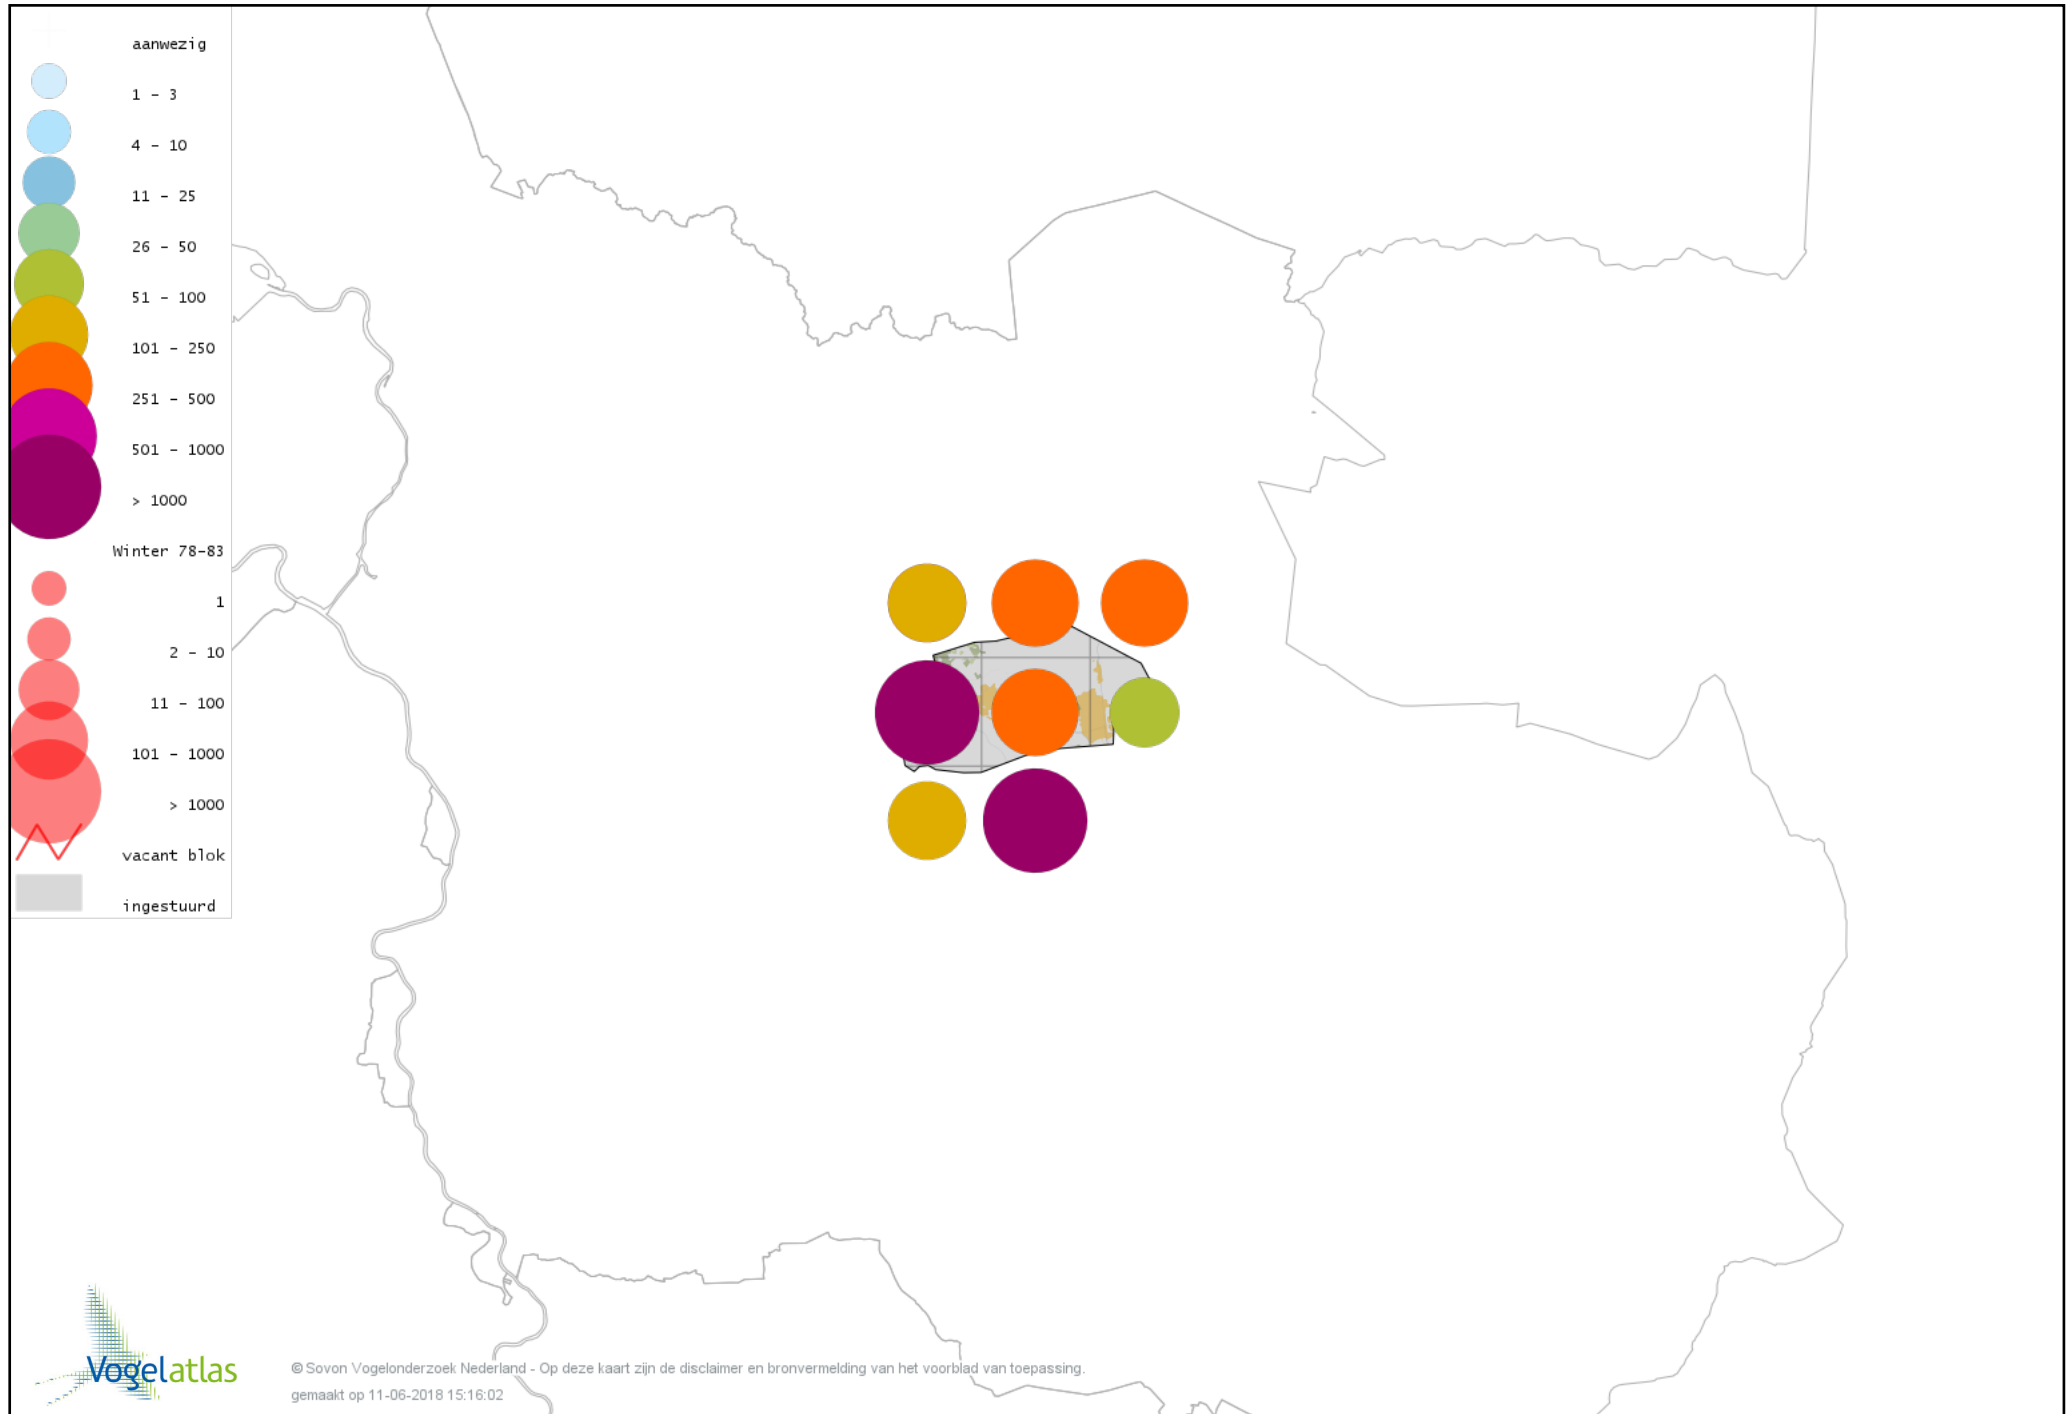 aanwezig
1 - 3
4 - 10
11 - 25
26 - 50
51 - 100
101 - 250
251 - 500
501 - 1000
> 1000
Winter 78-83
1
2 - 10
11 - 100
101 - 1000
> 1000
vacant blok
ingestuurd
Vogelatlas
© Sovon Vogelonderzoek Nederland - Op deze kaart zijn de disclaimer en bronvermelding van het voorblad van toepassing.
gemaakt op 11-06-2018 15:16:02